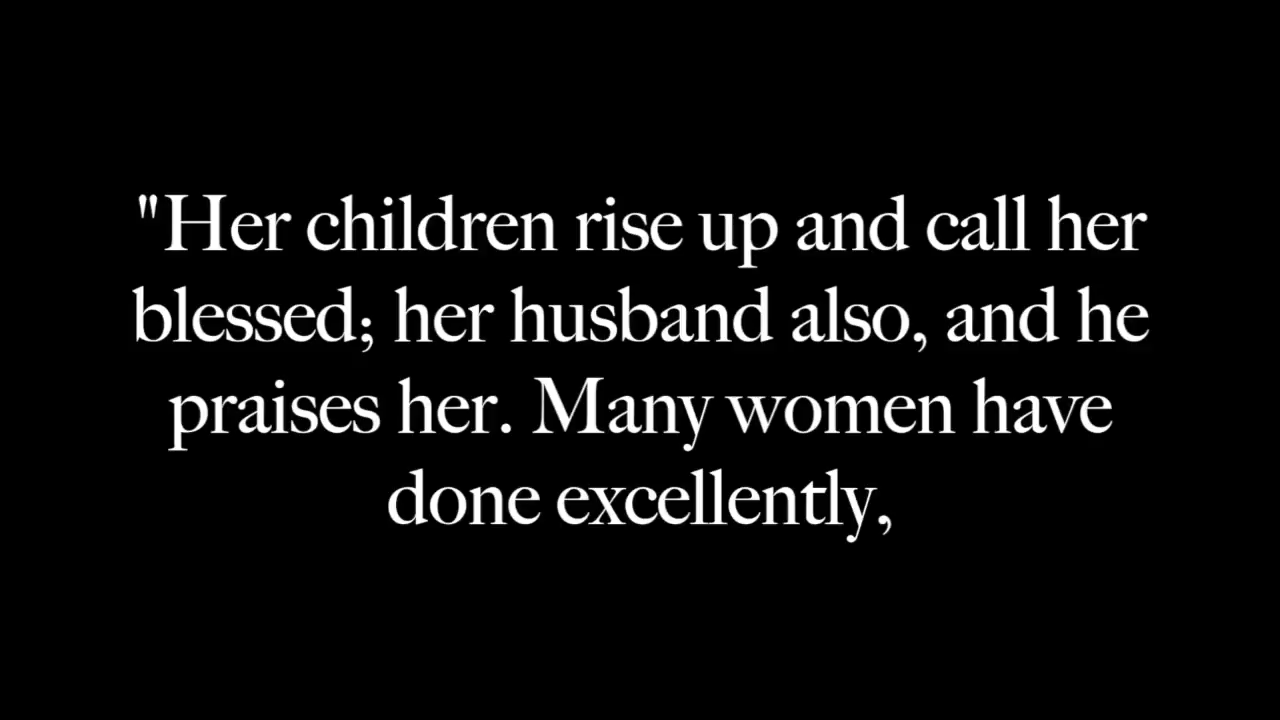 "Her children rise up and call her
blessed; her husband also, and he
praises her. Many women have
done excellently,